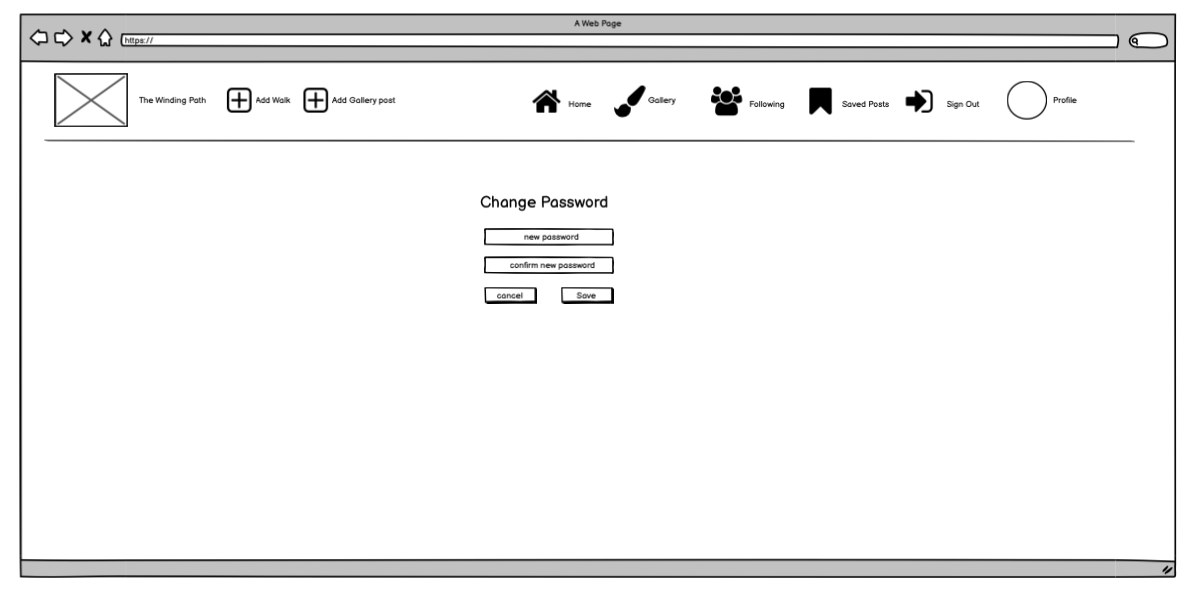 A Web Page
https://
The Winding Path
Add Walk
Add Gallery post
Home
Gallery
Following
Saved Posts
Sign Out
Profile
Change Password
new password
confirm new password
cancel
Save